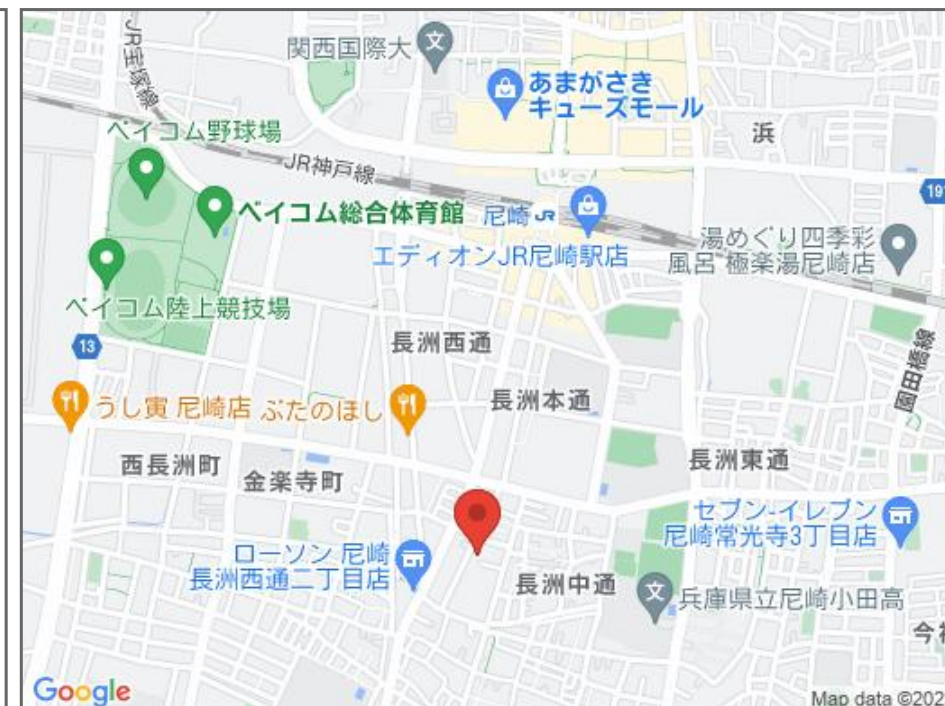 JR宝塚線
関西国際大
あまがさき
キューズモール
浜
ベイコム野球場
JR神戸線
19
ベイコム総合体育館
尼崎
JR
エディオンJR尼崎駅店
湯めぐり四季彩
風呂 極楽湯尼崎店
ベイコム陸上競技場
13
長洲西通
園田橋線
うし寅 尼崎店
ぶたのほし
長洲本通
西長洲町
金楽寺町
長洲東通
セブン-イレブン
尼崎常光寺3丁目店
ローソン 尼崎
長洲西通二丁目店
長洲中通
兵庫県立尼崎小田高
Google
Map data ©202